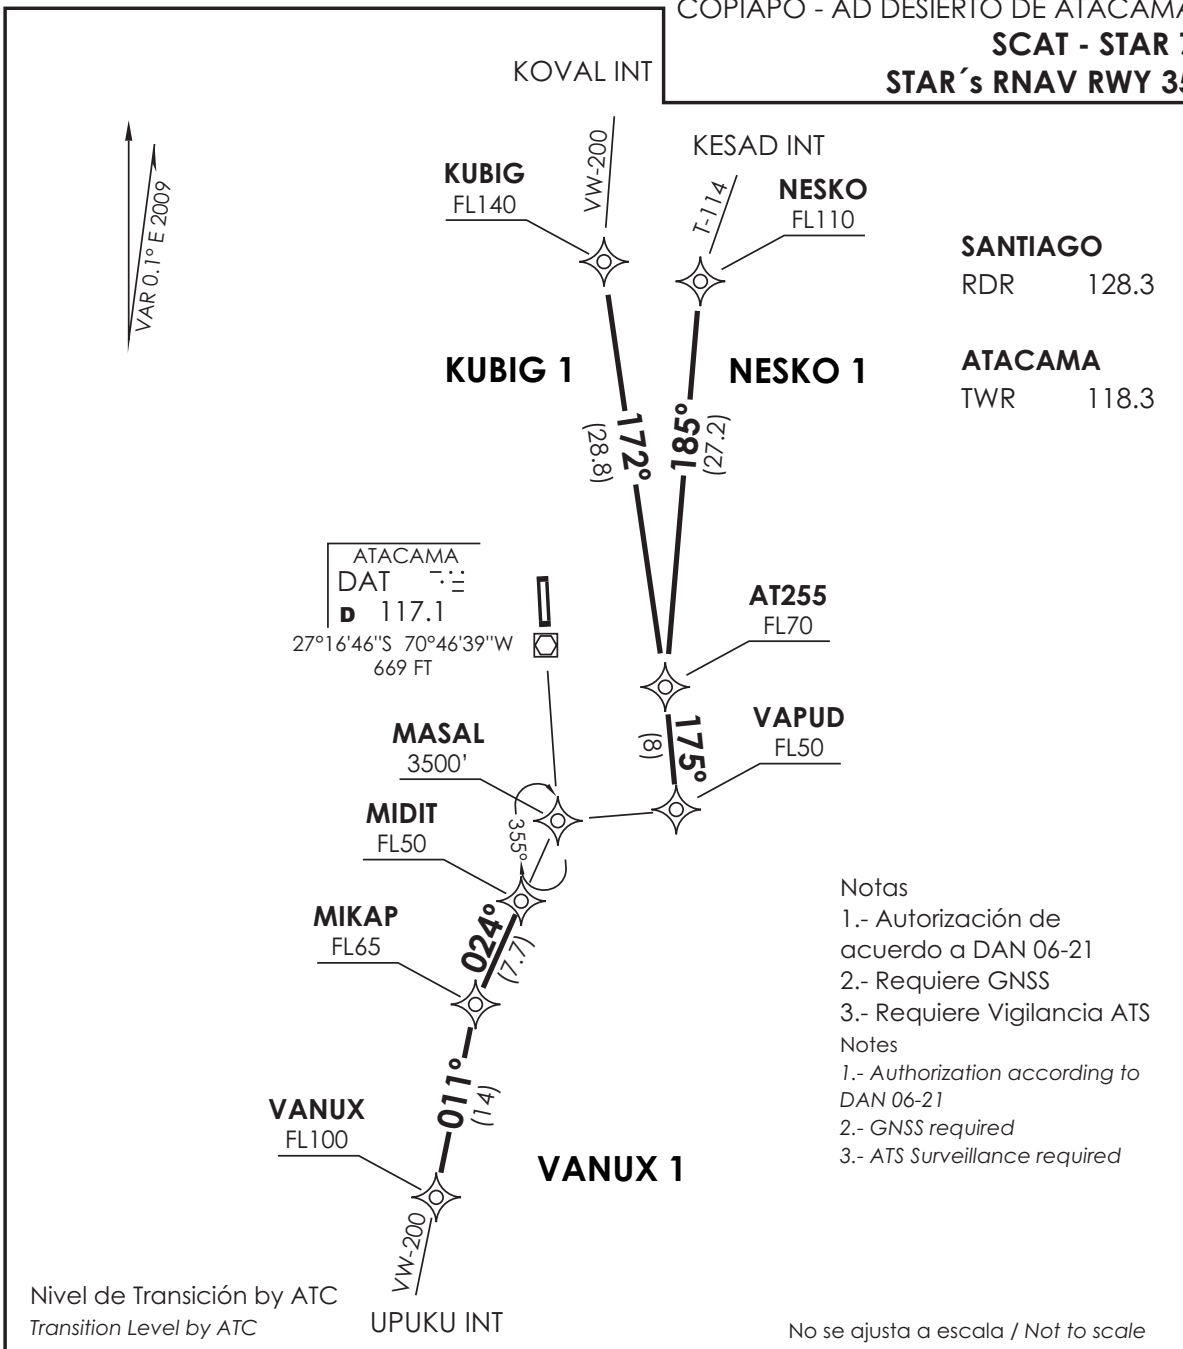 COPIAPO - AD DESIERTO DE ATACAMA
SCAT - STAR
STAR´s RNAV RWY 35
KOVAL INT
VAR 0.1° E 2009
KUBIG
FL140
VW-200
KESAD INT
T-114
NESKO
FL110
SANTIAGO
RDR 128.3
ATACAMA
TWR 118.3
KUBIG 1
NESKO 1
172°
(28.8)
185°
(27.2)
ATACAMA
DAT
D 117.1
27°16'46"S 70°46'39"W
669 FT
AT255
FL70
175°
(8)
VAPUD
FL50
MASAL
3500'
355°
MIDIT
FL50
MIKAP
FL65
024°
(7.7)
011°
(14)
VANUX
FL100
VANUX 1
VW-200
UPUKU INT
Notas
1.- Autorización de
acuerdo a DAN 06-21
2.- Requiere GNSS
3.- Requiere Vigilancia ATS
Notes
1.- Authorization according to
DAN 06-21
2.- GNSS required
3.- ATS Surveillance required
Nivel de Transición by ATC
Transition Level by ATC
No se ajusta a escala / Not to scale